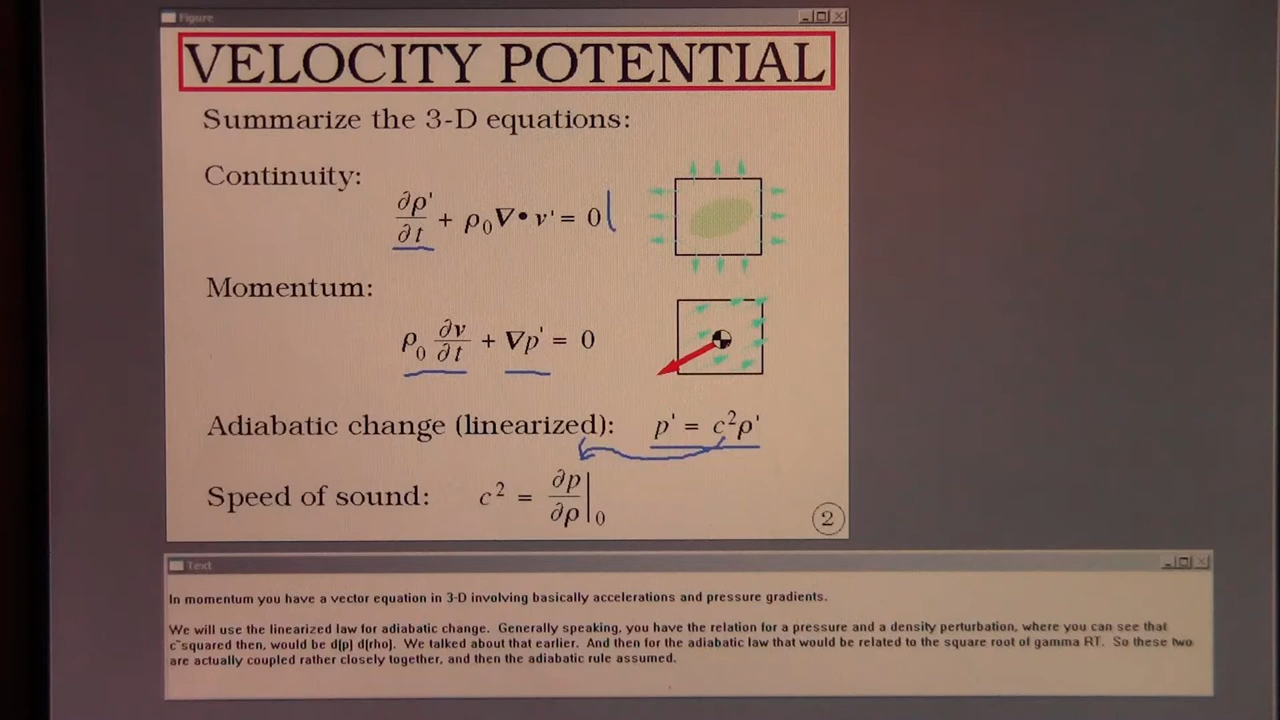 Figure
VELOCITY POTENTIAL
Summarize the 3-D equations:
Continuity:
∂ρ'/∂t + ρ₀∇• v' = 0
Momentum:
ρ₀ ∂v/∂t + ∇p' = 0
Adiabatic change (linearized): p' = c²ρ'
Speed of sound: c² = ∂p/∂ρ|₀
2
Text
In momentum you have a vector equation in 3-D involving basically accelerations and pressure gradients.
We will use the linearized law for adiabatic change. Generally speaking, you have the relation for a pressure and a density perturbation, where you can see that
c˜squared then, would be d[p] d[rho]. We talked about that earlier. And then for the adiabatic law that would be related to the square root of gamma RT. So these two
are actually coupled rather closely together, and then the adiabatic rule assumed.